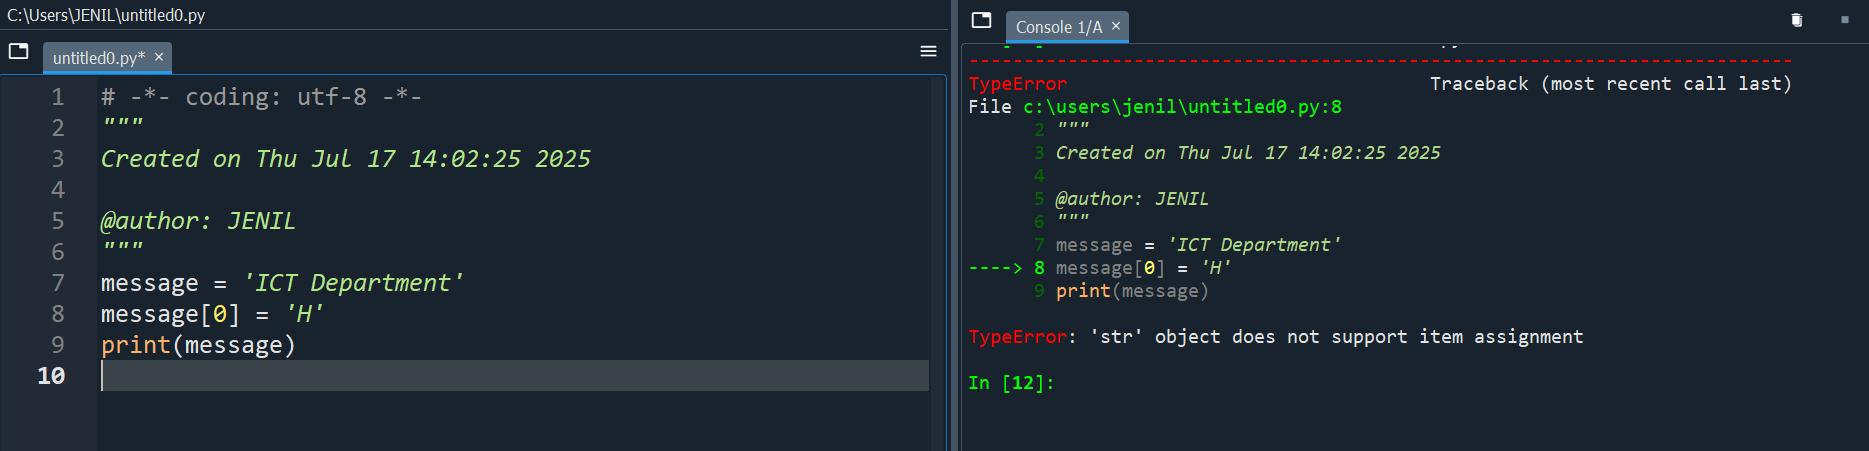 C:\Users\JENIL\untitled0.py
untitled0.py* ×
1 # -*- coding: utf-8 -*-
2 """
3 Created on Thu Jul 17 14:02:25 2025
4
5 @author: JENIL
6 """
7 message = 'ICT Department'
8 message[0] = 'H'
9 print(message)
10
Console 1/A ×
---------------------------------------------------------------------------
TypeError                                 Traceback (most recent call last)
File c:\users\jenil\untitled0.py:8
      2 """
      3 Created on Thu Jul 17 14:02:25 2025
      4
      5 @author: JENIL
      6 """
      7 message = 'ICT Department'
----> 8 message[0] = 'H'
      9 print(message)
TypeError: 'str' object does not support item assignment
In [12]: